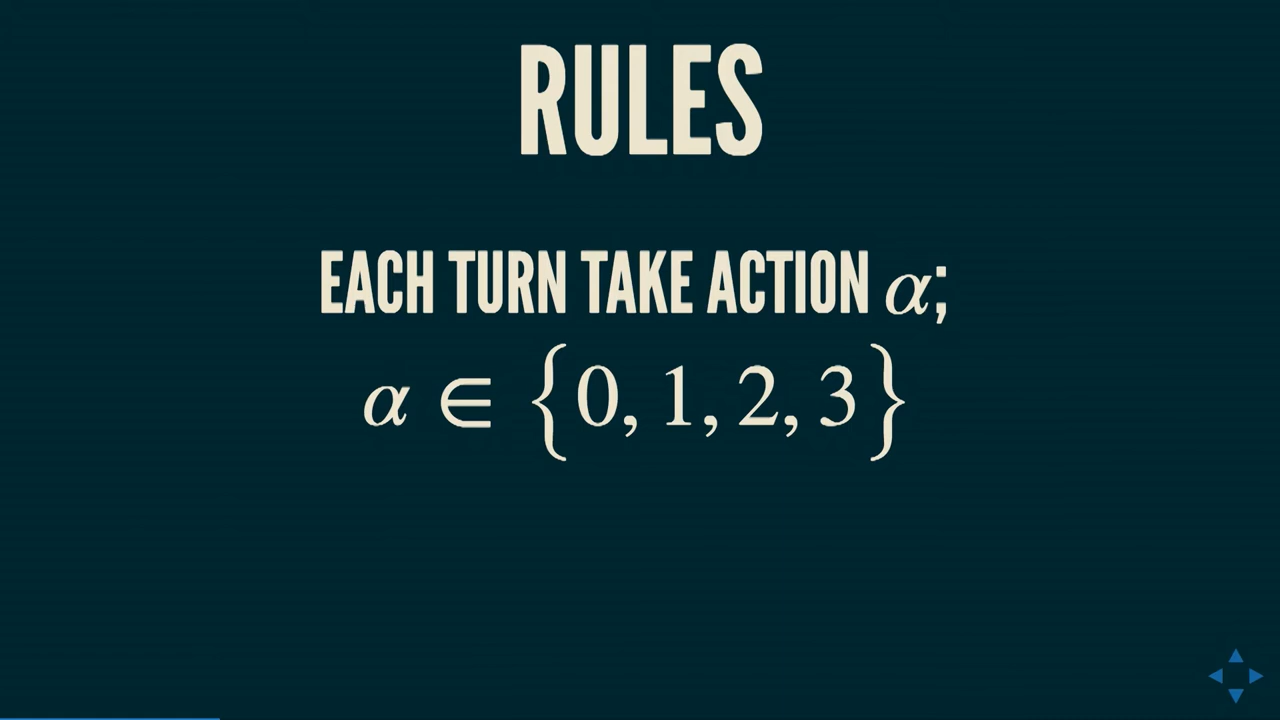 RULES
EACH TURN TAKE ACTION α;
α ∈ {0, 1, 2, 3}